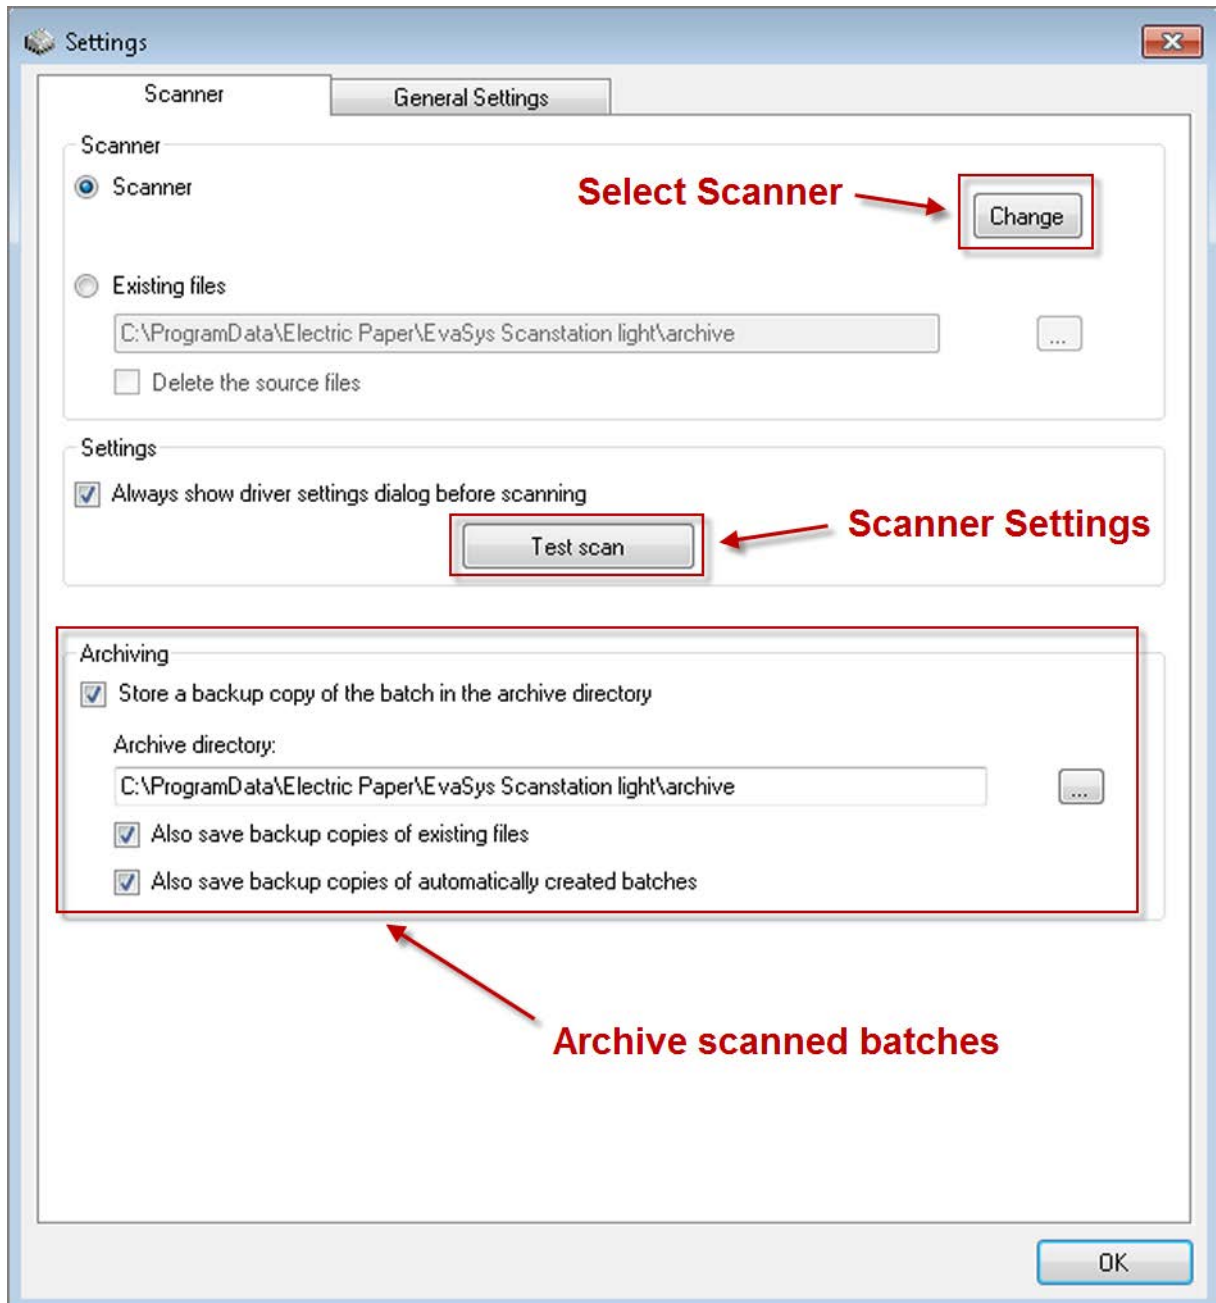 Settings
Scanner
General Settings
Scanner
Scanner
Select Scanner
Change
Existing files
C:\ProgramData\Electric Paper\EvaSys Scanstation light\archive
...
Delete the source files
Settings
Always show driver settings dialog before scanning
Test scan
Scanner Settings
Archiving
Store a backup copy of the batch in the archive directory
Archive directory:
C:\ProgramData\Electric Paper\EvaSys Scanstation light\archive
...
Also save backup copies of existing files
Also save backup copies of automatically created batches
Archive scanned batches
OK